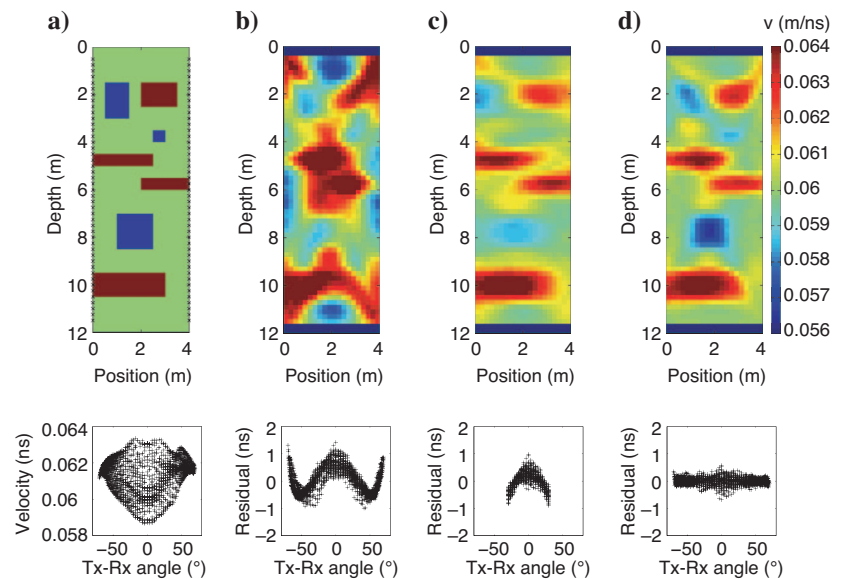 a) b) c) d) v (m/ns)
0 0 0 0 0.064
2 2 2 2 0.063
4 4 4 4 0.062
6 6 6 6 0.061
8 8 8 8 0.06
10 10 10 10 0.059
12 12 12 12 0.058
0.057
0.056
Depth (m) Depth (m) Depth (m) Depth (m)
0 2 4 0 2 4 0 2 4 0 2 4
Position (m) Position (m) Position (m) Position (m)
0.064 2 2 2
0.062 1 1 1
0.06 0 0 0
0.058 –1 –1 –1
–2 –2 –2
Velocity (ns) Residual (ns) Residual (ns) Residual (ns)
–50 0 50 –50 0 50 –50 0 50 –50 0 50
Tx-Rx angle (°) Tx-Rx angle (°) Tx-Rx angle (°) Tx-Rx angle (°)